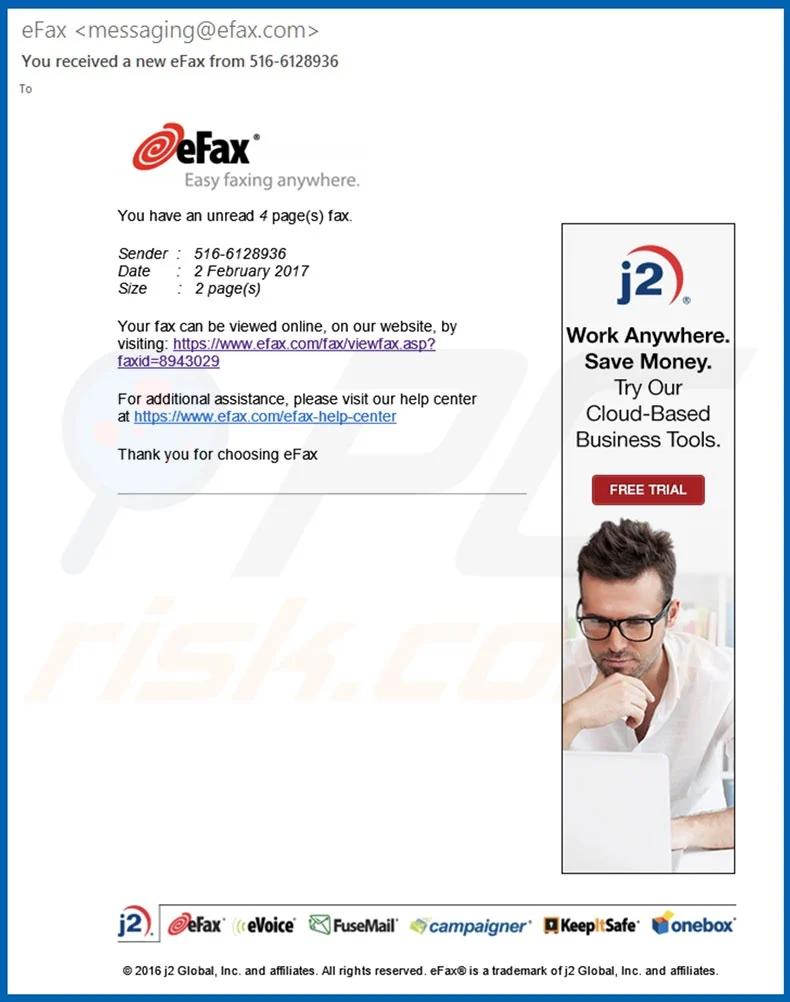 eFax <messaging@efax.com>
You received a new eFax from 516-6128936
To
eFax®
Easy faxing anywhere.
You have an unread 4 page(s) fax.
Sender : 516-6128936
Date : 2 February 2017
Size : 2 page(s)
Your fax can be viewed online, on our website, by
visiting: https://www.efax.com/fax/viewfax.asp?
faxid=8943029
For additional assistance, please visit our help center
at https://www.efax.com/efax-help-center
Thank you for choosing eFax
j2®
Work Anywhere.
Save Money.
Try Our
Cloud-Based
Business Tools.
FREE TRIAL
PC
risk.co
j2 eFax® eVoice® FuseMail® campaigner® KeepItSafe® onebox®
© 2016 j2 Global, Inc. and affiliates. All rights reserved. eFax® is a trademark of j2 Global, Inc. and affiliates.